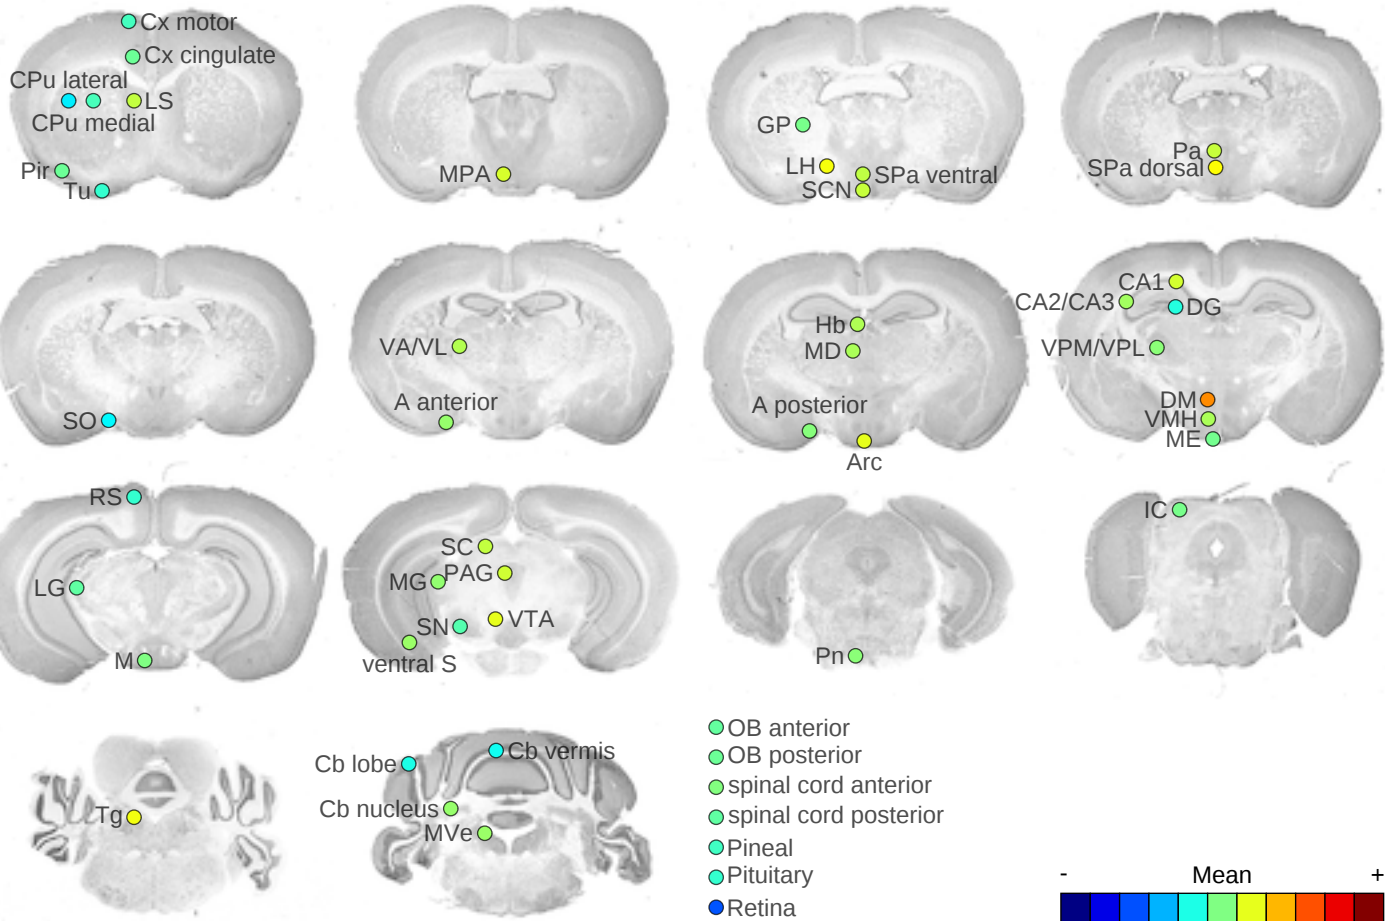 Cx motor
Cx cingulate
CPu lateral
LS
CPu medial
Pir
Tu
MPA
GP
LH
SPa ventral
SCN
Pa
SPa dorsal
SO
VA/VL
A anterior
Hb
MD
A posterior
Arc
CA1
CA2/CA3
DG
VPM/VPL
DM
VMH
ME
RS
LG
M
SC
PAG
MG
VTA
SN
ventral S
Pn
IC
Tg
Cb lobe
Cb vermis
Cb nucleus
MVe
OB anterior
OB posterior
spinal cord anterior
spinal cord posterior
Pineal
Pituitary
Retina
- Mean +